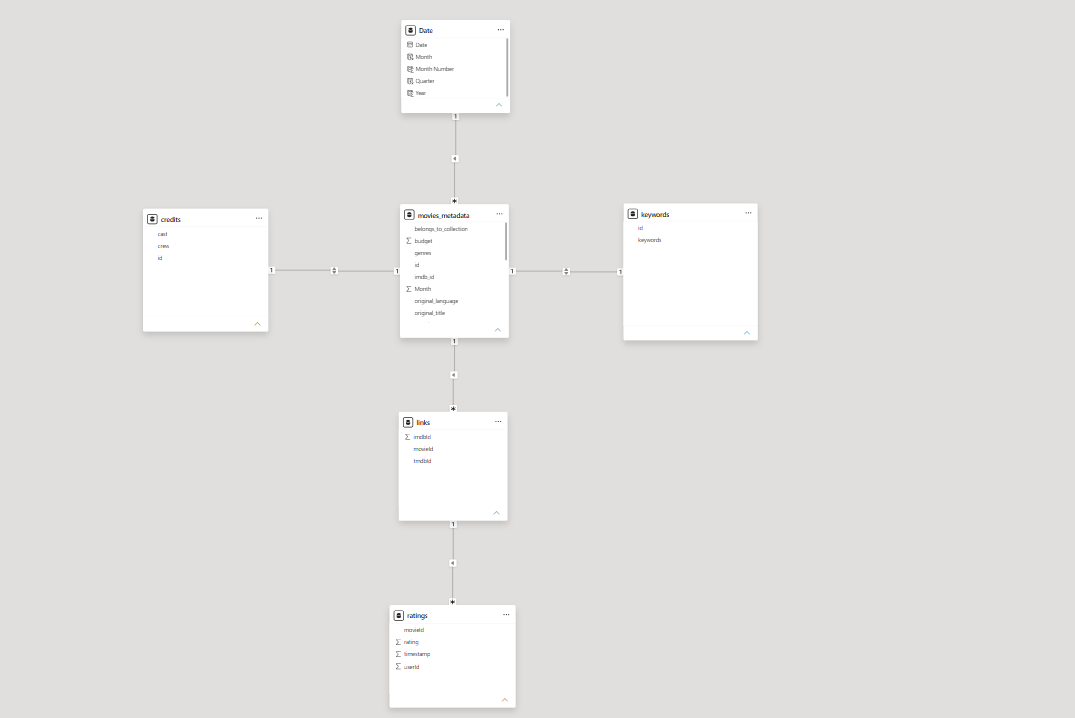 Date
Date
Month
Month Number
Quarter
Year
1
*
credits
cast
crew
id
1
1
movies_metadata
belongs_to_collection
budget
genres
id
imdb_id
Month
original_language
original_title
1
1
keywords
id
keywords
1
*
links
imdbId
movieId
tmdbId
1
*
ratings
movieId
rating
timestamp
userId